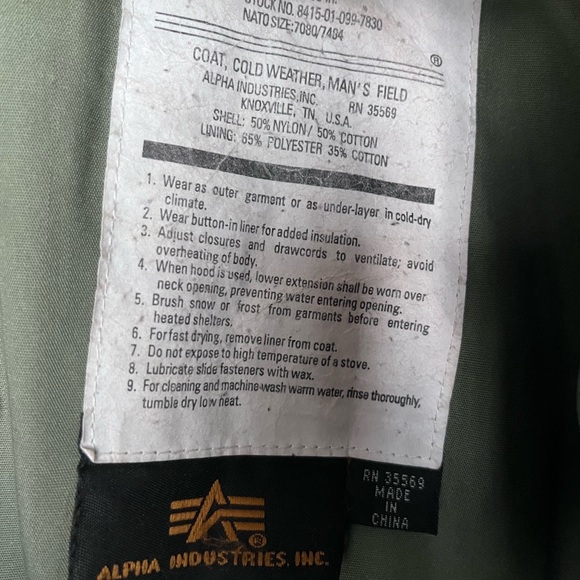 STOCK NO. 8415-01-099-7830
NATO SIZE:7080/7404
®
COAT, COLD WEATHER, MAN'S FIELD
ALPHA INDUSTRIES,INC. RN 35569
KNOXVILLE, TN, U.S.A.
SHELL: 50% NYLON/ 50% COTTON
LINING: 65% POLYESTER 35% COTTON
1. Wear as outer garment or as under-layer in cold-dry
climate.
2. Wear button-in liner for added insulation.
3. Adjust closures and drawcords to ventilate; avoid
overheating of body.
4. When hood is used, lower extension shall be worn over
neck opening, preventing water entering opening.
5. Brush snow or frost from garments before entering
heated shelters.
6. For fast drying, remove liner from coat.
7. Do not expose to high temperature of a stove.
8. Lubricate slide fasteners with wax.
9. For cleaning and machine-wash warm water, rinse thoroughly,
tumble dry low heat.
RN 35569
MADE
IN
CHINA
®
ALPHA INDUSTRIES, INC.